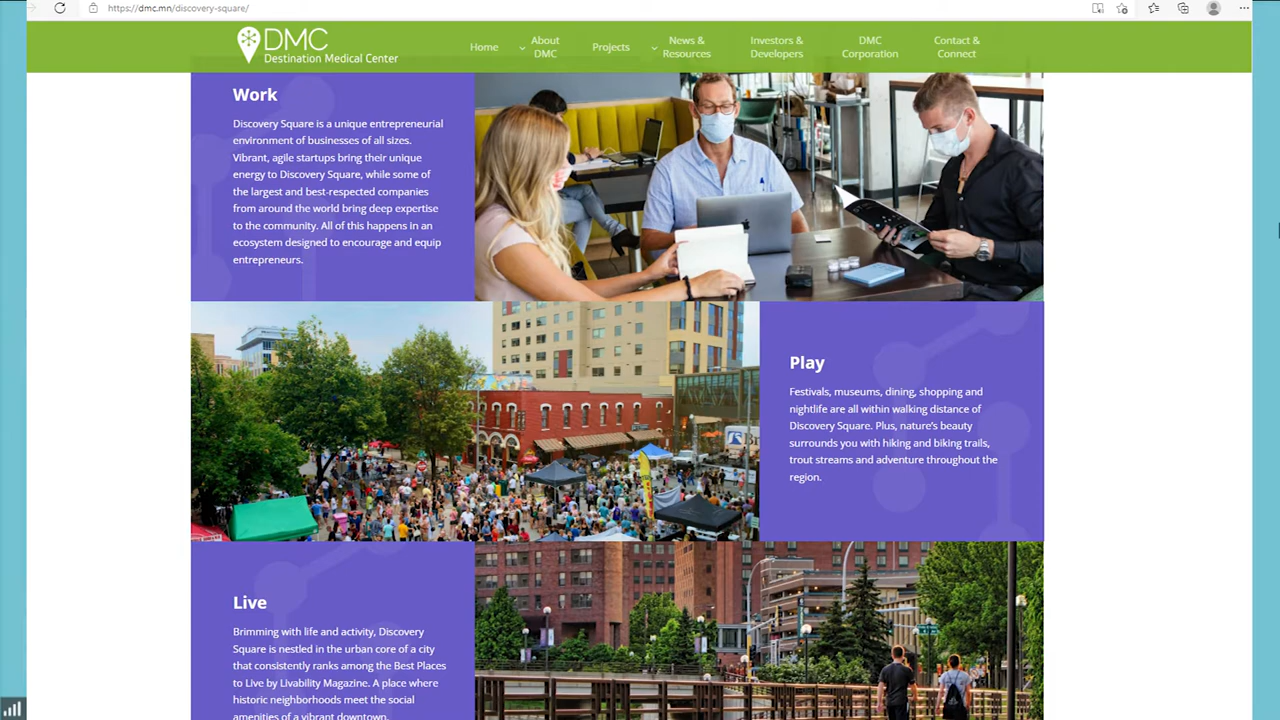 https://dmc.mn/discovery-square/
DMC
Destination Medical Center
Home
About
DMC
Projects
News &
Resources
Investors &
Developers
DMC
Corporation
Contact &
Connect
Work
Discovery Square is a unique entrepreneurial
environment of businesses of all sizes.
Vibrant, agile startups bring their unique
energy to Discovery Square, while some of
the largest and best-respected companies
from around the world bring deep expertise
to the community. All of this happens in an
ecosystem designed to encourage and equip
entrepreneurs.
Play
Festivals, museums, dining, shopping and
nightlife are all within walking distance of
Discovery Square. Plus, nature's beauty
surrounds you with hiking and biking trails,
trout streams and adventure throughout the
region.
Live
Brimming with life and activity, Discovery
Square is nestled in the urban core of a city
that consistently ranks among the Best Places
to Live by Livability Magazine. A place where
historic neighborhoods meet the social
amenities of a vibrant downtown.